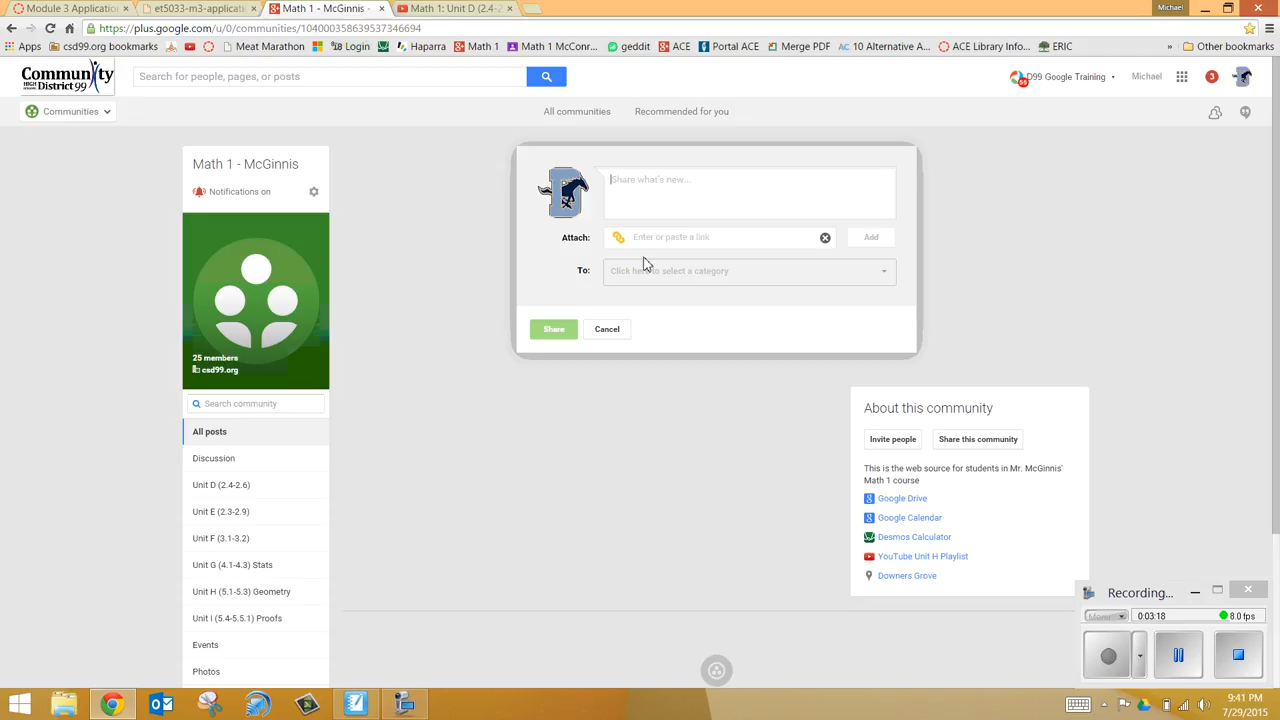 Module 3 Application
et5033-m3-application
Math 1 - McGinnis -
Math 1: Unit D (2.4-2
Michael
https://plus.google.com/u/0/communities/104000358639537346694
Apps
csd99.org bookmarks
Meat Marathon
Login
Haparra
Math 1
Math 1 McConr...
geddit
ACE
Portal ACE
Merge PDF
10 Alternative A...
ACE Library Info...
ERIC
»
Other bookmarks
Community
HIGH SCHOOL
District 99
Search for people, pages, or posts
D99 Google Training
Michael
3
Communities
All communities
Recommended for you
Math 1 - McGinnis
Notifications on
25 members
csd99.org
Search community
All posts
Discussion
Unit D (2.4-2.6)
Unit E (2.3-2.9)
Unit F (3.1-3.2)
Unit G (4.1-4.3) Stats
Unit H (5.1-5.3) Geometry
Unit I (5.4-5.5.1) Proofs
Events
Photos
Share what's new...
Attach:
Enter or paste a link
Add
To:
Click here to select a category
Share
Cancel
About this community
Invite people
Share this community
This is the web source for students in Mr. McGinnis'
Math 1 course
Google Drive
Google Calendar
Desmos Calculator
YouTube Unit H Playlist
Downers Grove
Recording...
Menu
0:03:18
8.0 fps
9:41 PM
7/29/2015